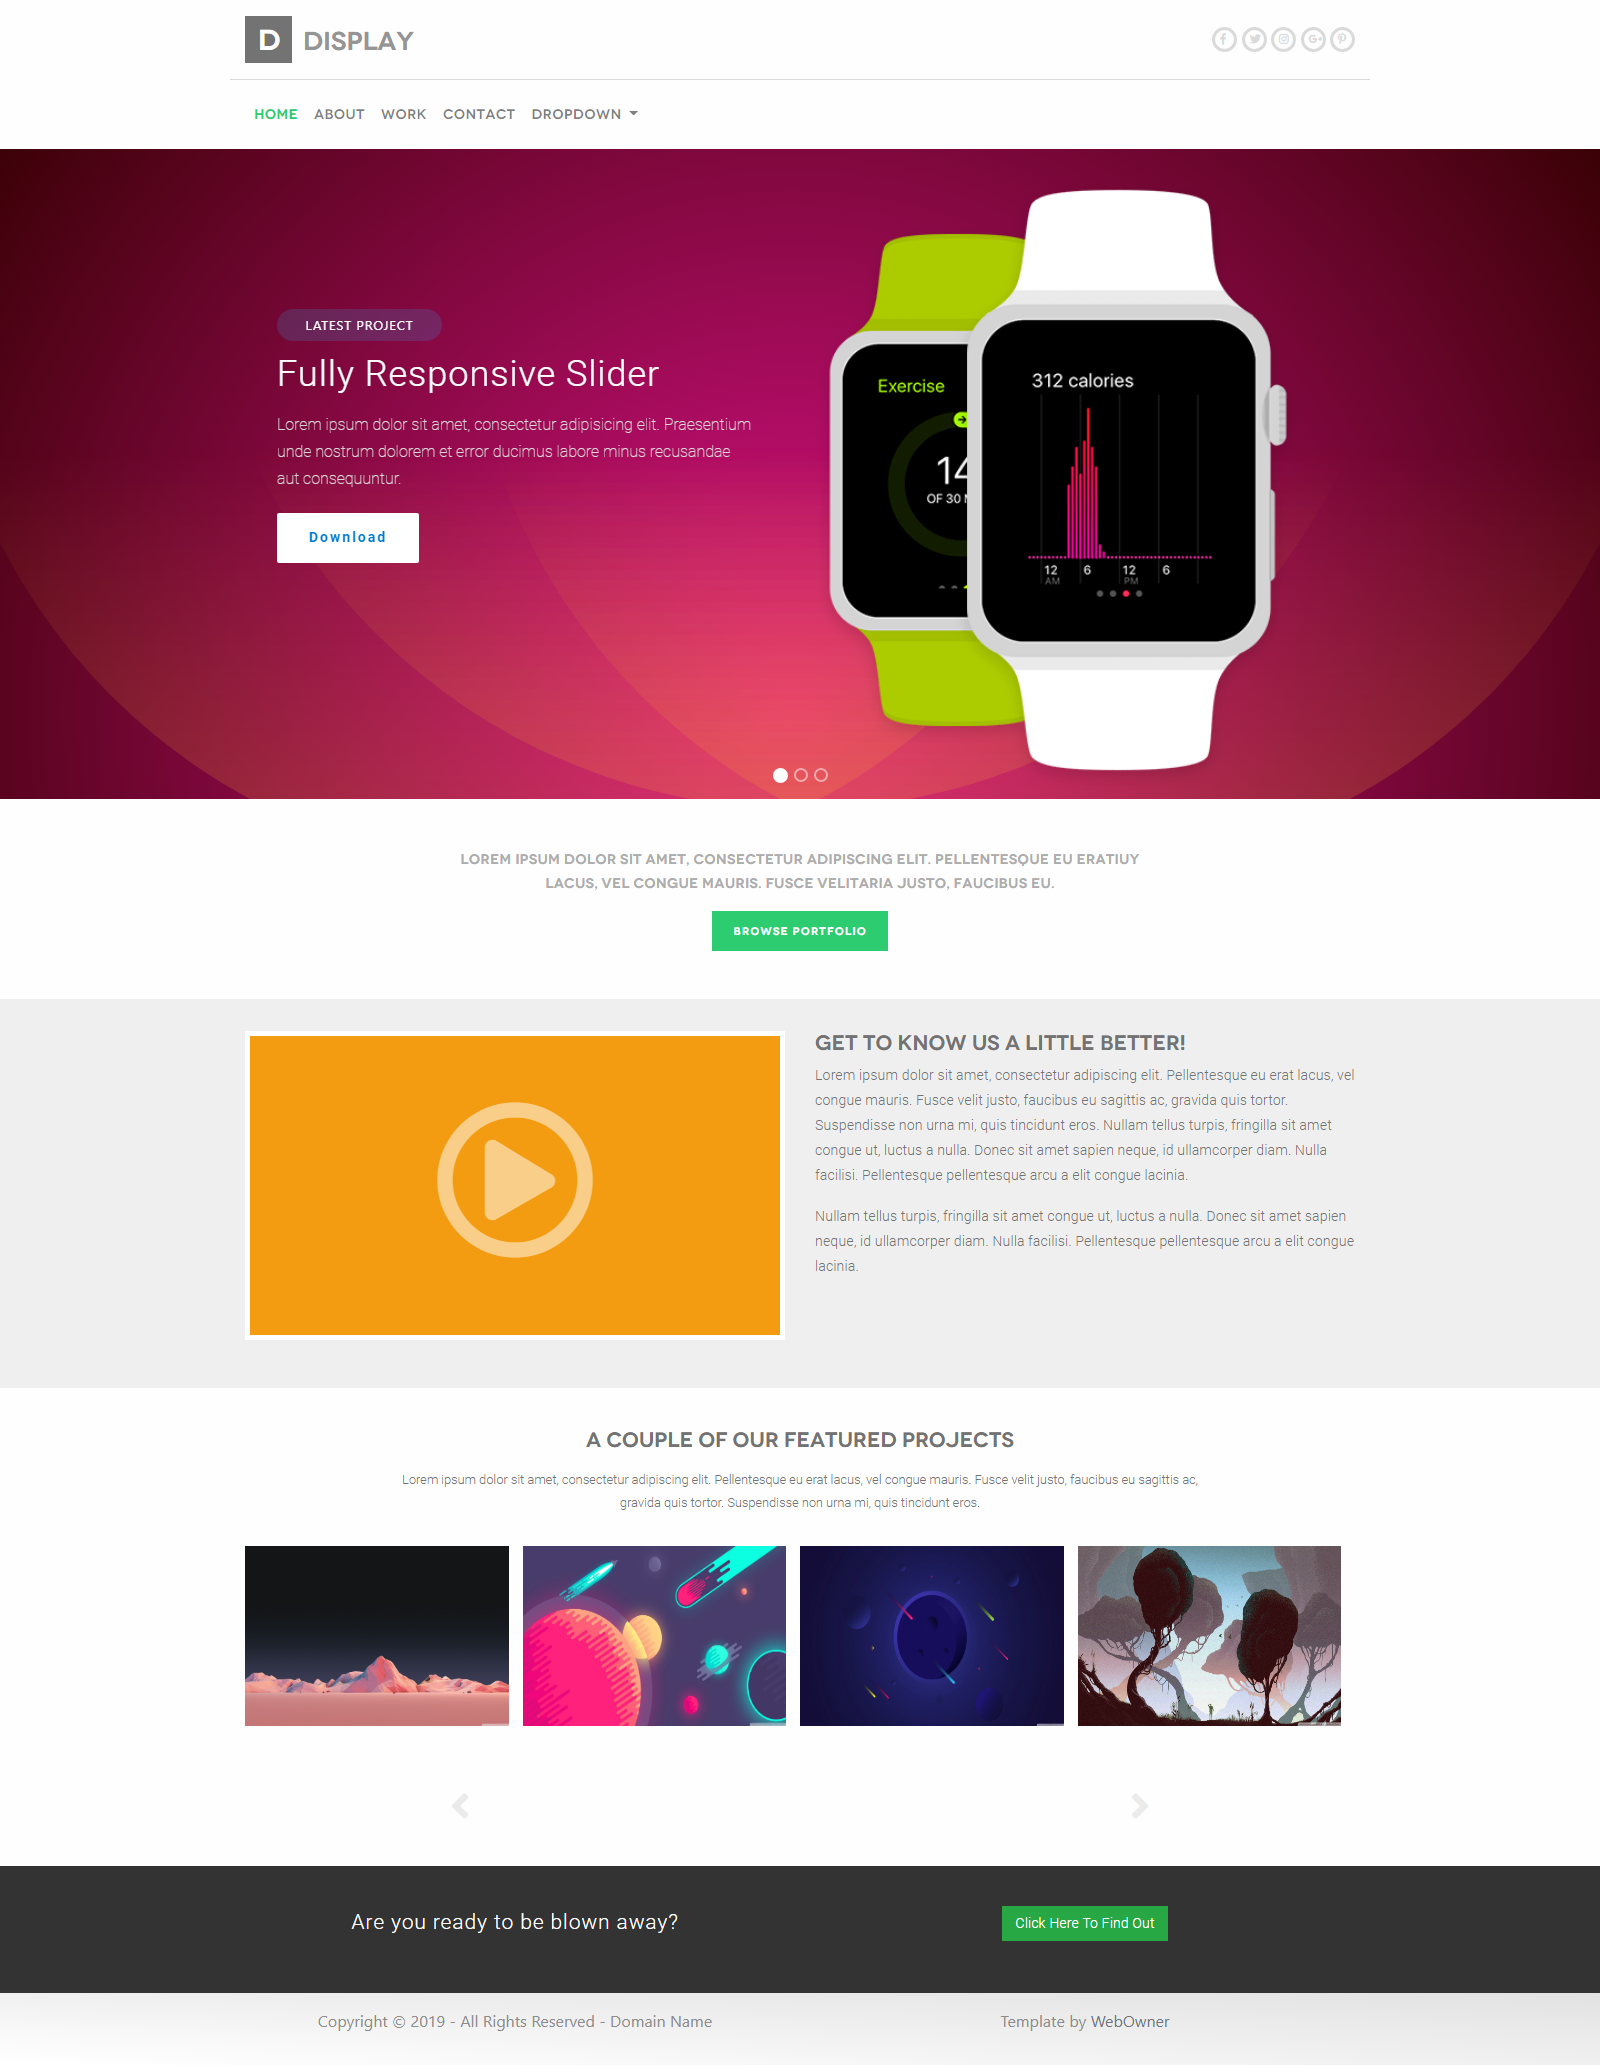 D DISPLAY
HOME ABOUT WORK CONTACT DROPDOWN
LATEST PROJECT
Fully Responsive Slider
Lorem ipsum dolor sit amet, consectetur adipisicing elit. Praesentium
unde nostrum dolorem et error ducimus labore minus recusandae
aut consequuntur.
Download
Exercise
14
OF 30
312 calories
12 6 12 6
AM PM
LOREM IPSUM DOLOR SIT AMET, CONSECTETUR ADIPISCING ELIT. PELLENTESQUE EU ERATIUY
LACUS, VEL CONGUE MAURIS. FUSCE VELITARIA JUSTO, FAUCIBUS EU.
BROWSE PORTFOLIO
GET TO KNOW US A LITTLE BETTER!
Lorem ipsum dolor sit amet, consectetur adipiscing elit. Pellentesque eu erat lacus, vel
congue mauris. Fusce velit justo, faucibus eu sagittis ac, gravida quis tortor.
Suspendisse non urna mi, quis tincidunt eros. Nullam tellus turpis, fringilla sit amet
congue ut, luctus a nulla. Donec sit amet sapien neque, id ullamcorper diam. Nulla
facilisi. Pellentesque pellentesque arcu a elit congue lacinia.
Nullam tellus turpis, fringilla sit amet congue ut, luctus a nulla. Donec sit amet sapien
neque, id ullamcorper diam. Nulla facilisi. Pellentesque pellentesque arcu a elit congue
lacinia.
A COUPLE OF OUR FEATURED PROJECTS
Lorem ipsum dolor sit amet, consectetur adipiscing elit. Pellentesque eu erat lacus, vel congue mauris. Fusce velit justo, faucibus eu sagittis ac,
gravida quis tortor. Suspendisse non urna mi, quis tincidunt eros.
Are you ready to be blown away?
Click Here To Find Out
Copyright © 2019 - All Rights Reserved - Domain Name
Template by WebOwner